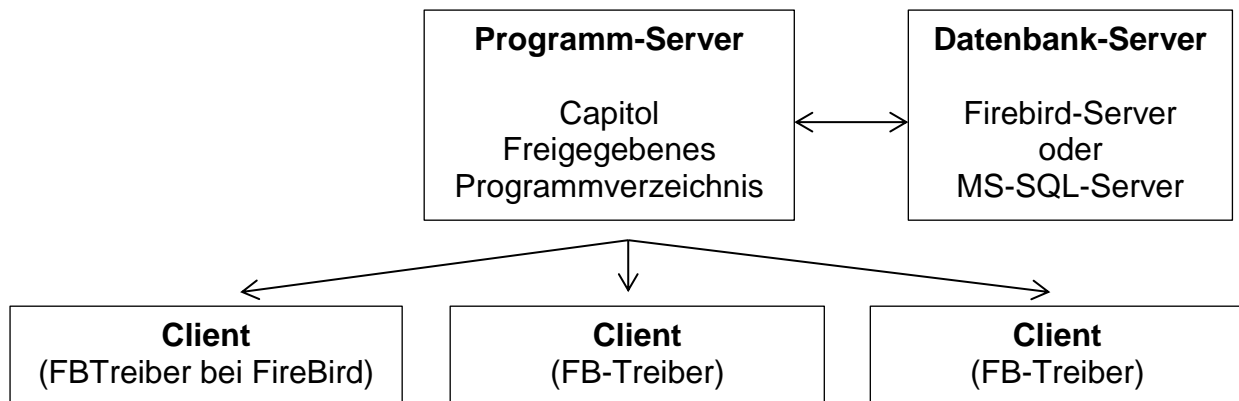 Programm-Server
Capitol
Freigegebenes
Programmverzeichnis
Datenbank-Server
Firebird-Server
oder
MS-SQL-Server
Client
(FBTreiber bei FireBird)
Client
(FB-Treiber)
Client
(FB-Treiber)